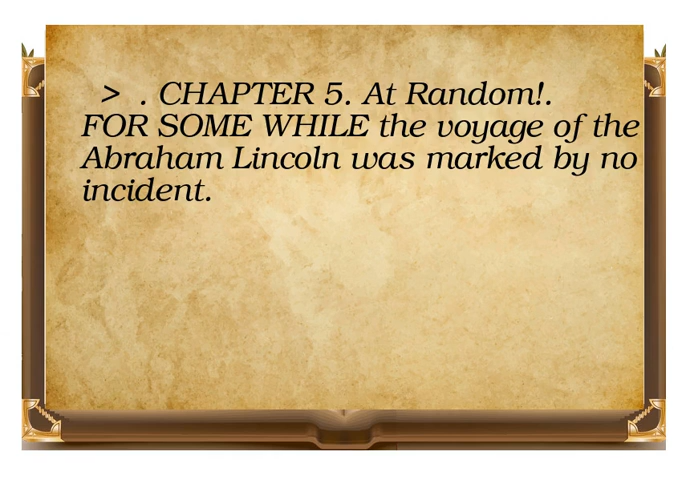 > . CHAPTER 5. At Random!.
FOR SOME WHILE the voyage of the
Abraham Lincoln was marked by no
incident.